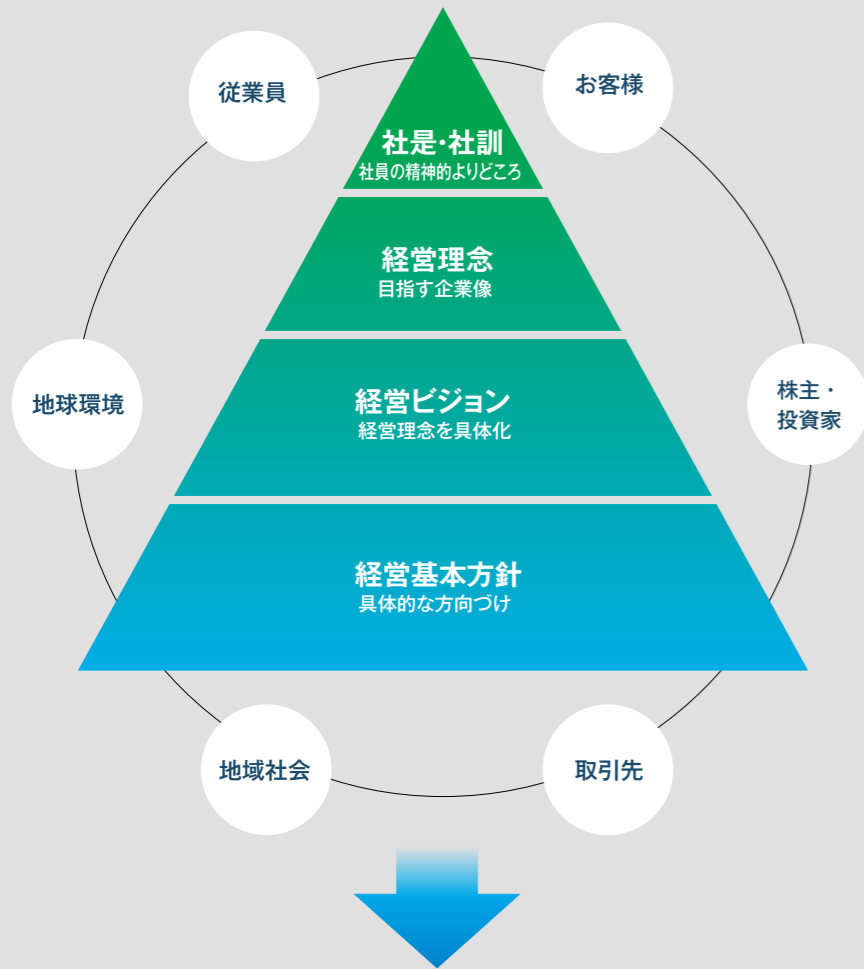 従業員
お客様
社是・社訓
社員の精神的よりどころ
経営理念
目指す企業像
地球環境
経営ビジョン
経営理念を具体化
株主・
投資家
経営基本方針
具体的な方向づけ
地域社会
取引先